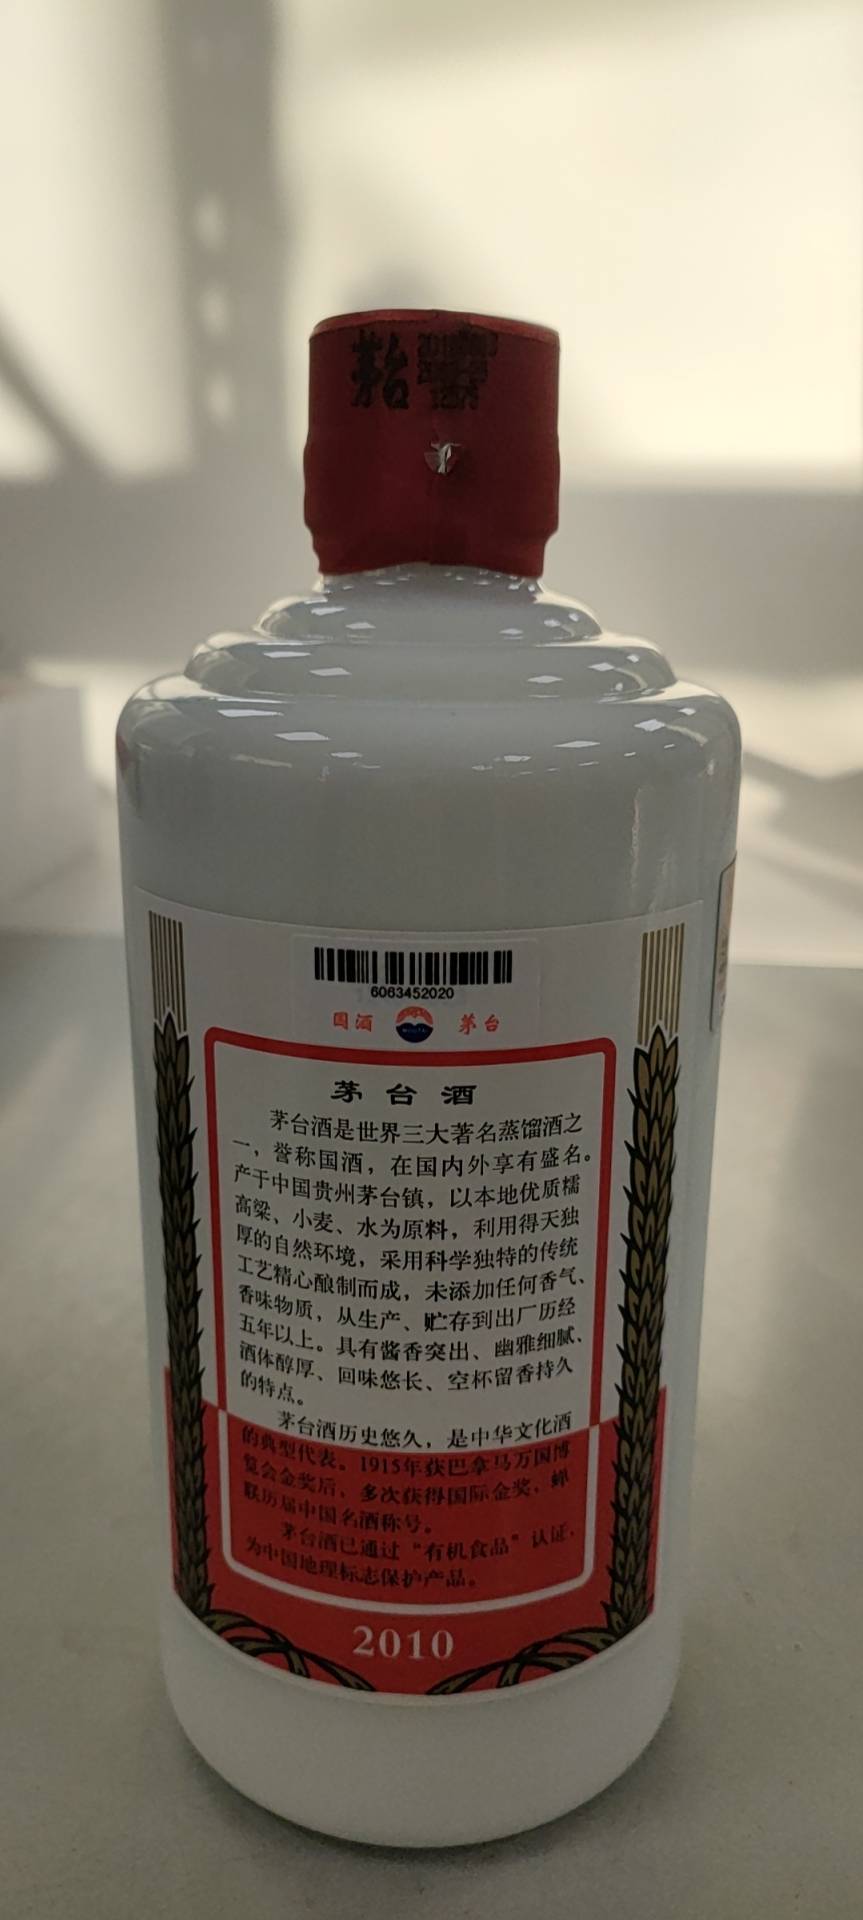 茅台
6063452020
国酒 茅台
茅台酒
茅台酒是世界三大著名蒸馏酒之
一，誉称国酒，在国内外享有盛名。
产于中国贵州茅台镇，以本地优质糯
高粱、小麦、水为原料，利用得天独
厚的自然环境，采用科学独特的传统
工艺精心酿制而成，未添加任何香气、
香味物质，从生产、贮存到出厂历经
五年以上。具有酱香突出、幽雅细腻、
酒体醇厚、回味悠长、空杯留香持久
的特点。
茅台酒历史悠久，是中华文化酒
的典型代表。1915年获巴拿马万国博
览会金奖后，多次获得国际金奖，蝉
联历届中国名酒称号。
茅台酒已通过“有机食品”认证，
为中国地理标志保护产品。
2010